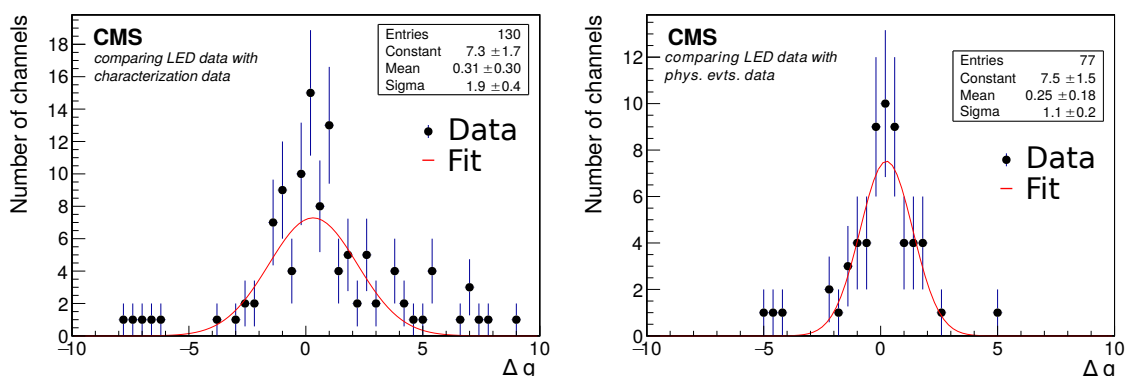 CMS
comparing LED data with
characterization data
Entries 130
Constant 7.3 ±1.7
Mean 0.31 ±0.30
Sigma 1.9 ±0.4
Data
Fit
Number of channels
18
16
14
12
10
8
6
4
2
0
−10 −5 0 5 10
Δ g
CMS
comparing LED data with
phys. evts. data
Entries 77
Constant 7.5 ±1.5
Mean 0.25 ±0.18
Sigma 1.1 ±0.2
Data
Fit
Number of channels
12
10
8
6
4
2
0
−10 −5 0 5 10
Δ g